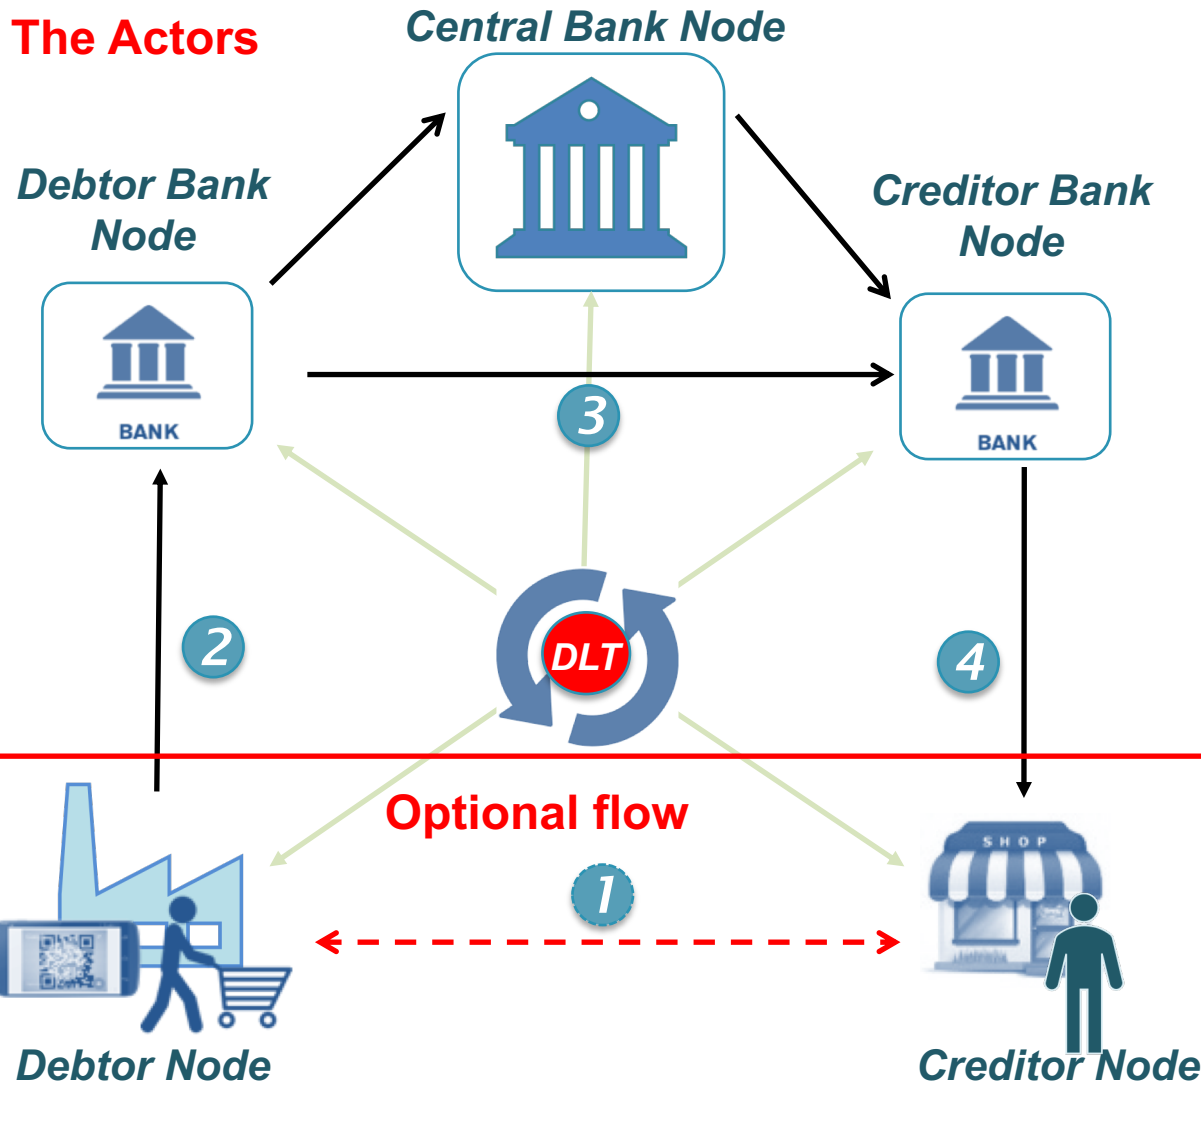 The Actors
Central Bank Node
Debtor Bank
Node
Creditor Bank
Node
BANK
BANK
3
2
DLT
4
Optional flow
1
SHOP
Debtor Node
Creditor Node